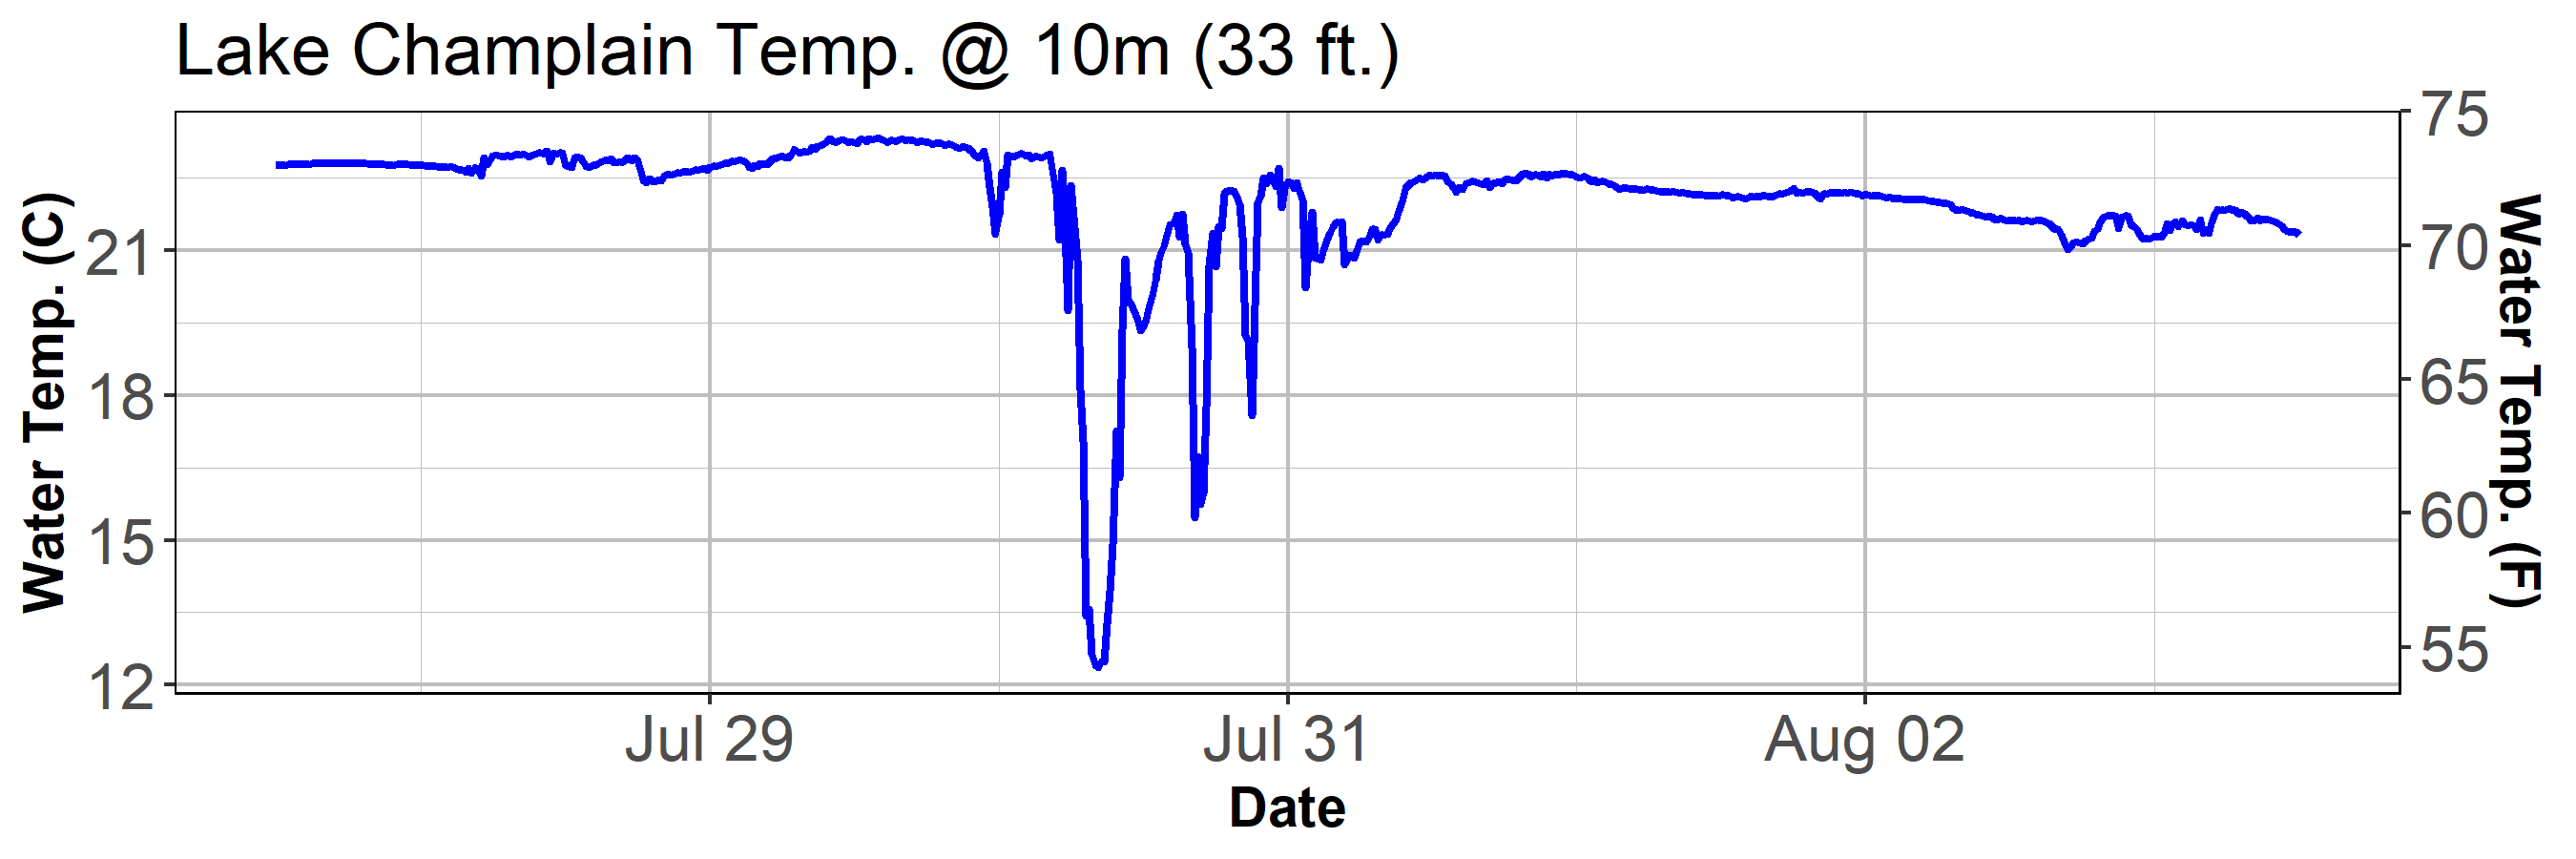 Lake Champlain Temp. @ 10m (33 ft.)
Water Temp. (C)
21
18
15
12
75
70
65
60
55
Water Temp. (F)
Jul 29
Jul 31
Aug 02
Date